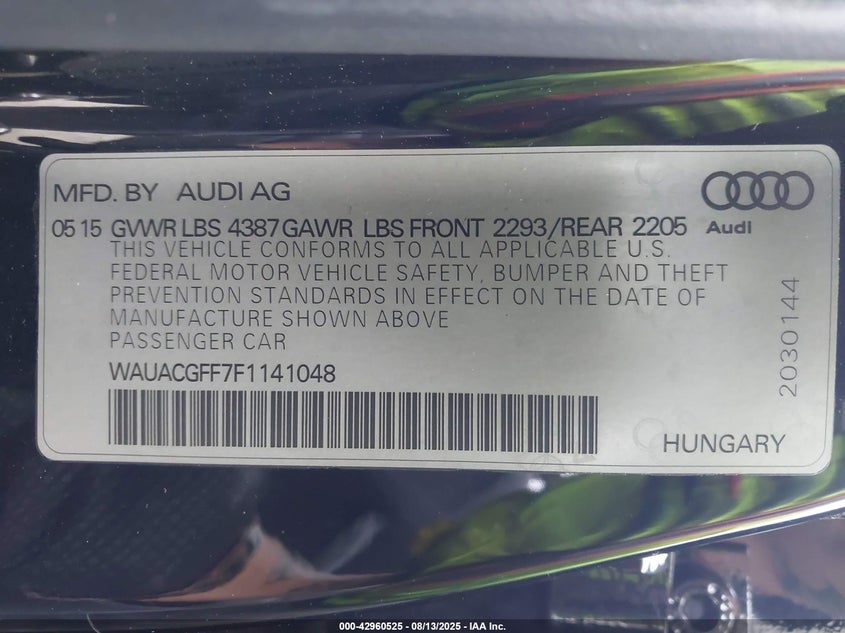 MFD. BY AUDI AG
05 15 GVWR LBS 4387 GAWR LBS FRONT 2293/REAR 2205
Audi
THIS VEHICLE CONFORMS TO ALL APPLICABLE U.S.
FEDERAL MOTOR VEHICLE SAFETY, BUMPER AND THEFT
PREVENTION STANDARDS IN EFFECT ON THE DATE OF
MANUFACTURE SHOWN ABOVE
PASSENGER CAR
WAUACGFF7F1141048
2030144
HUNGARY
000-42960525 - 08/13/2025 - IAA Inc.